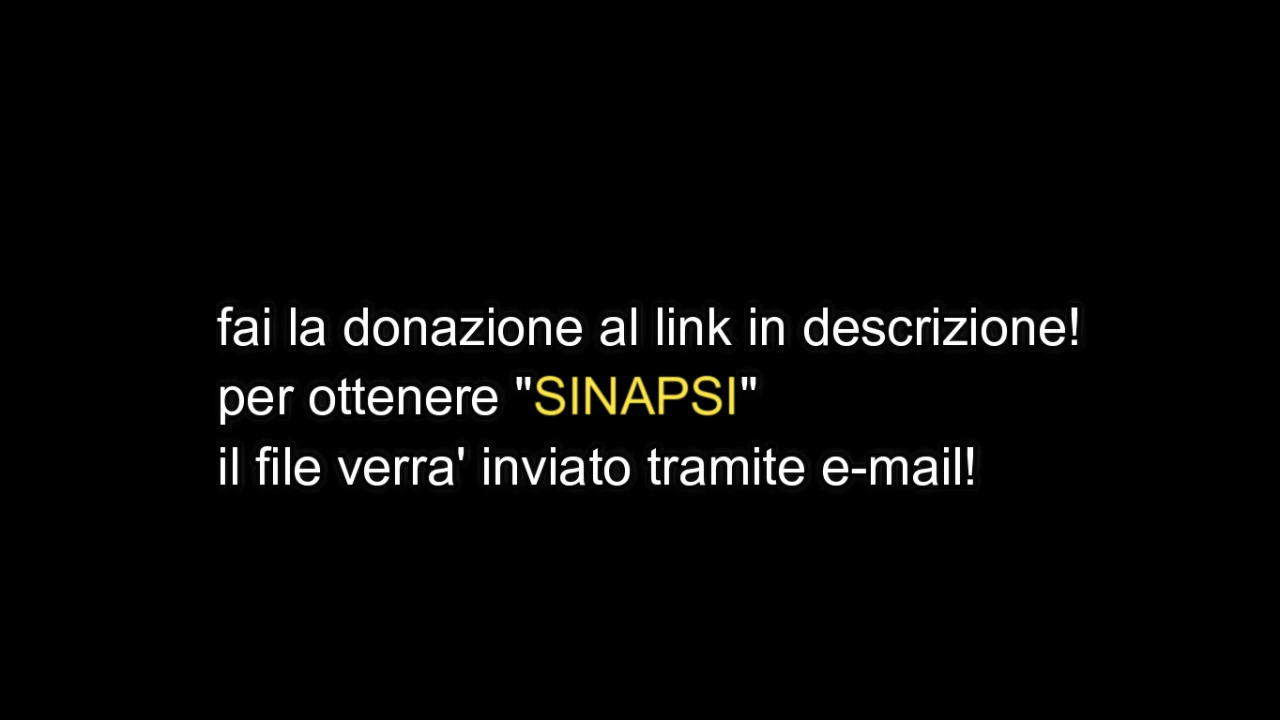 fai la donazione al link in descrizione!
per ottenere "SINAPSI"
il file verra' inviato tramite e-mail!